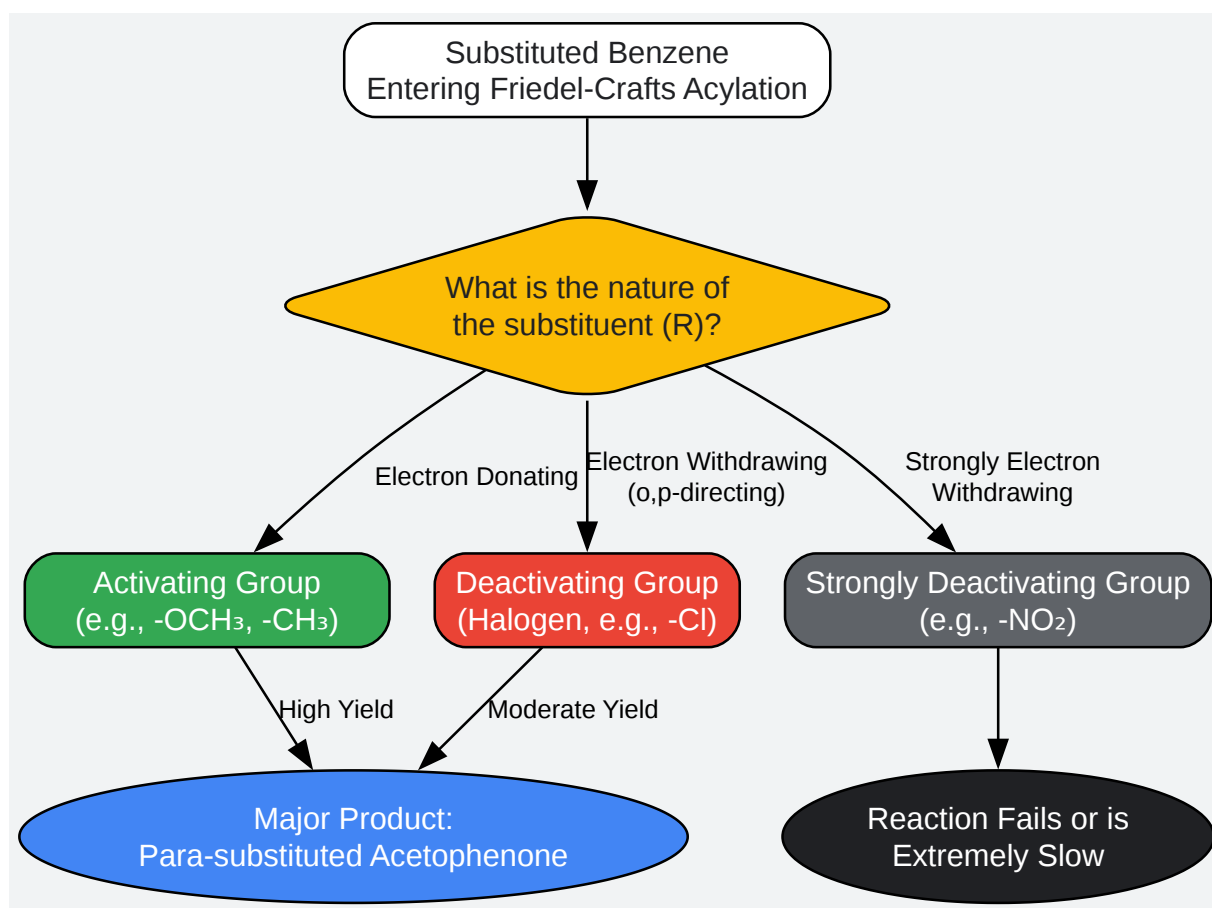 Substituted Benzene
Entering Friedel-Crafts Acylation
What is the nature of
the substituent (R)?
Electron Donating
Electron Withdrawing
(o,p-directing)
Strongly Electron
Withdrawing
Activating Group
(e.g., -OCH₃, -CH₃)
Deactivating Group
(Halogen, e.g., -Cl)
Strongly Deactivating Group
(e.g., -NO₂)
High Yield
Moderate Yield
Major Product:
Para-substituted Acetophenone
Reaction Fails or is
Extremely Slow